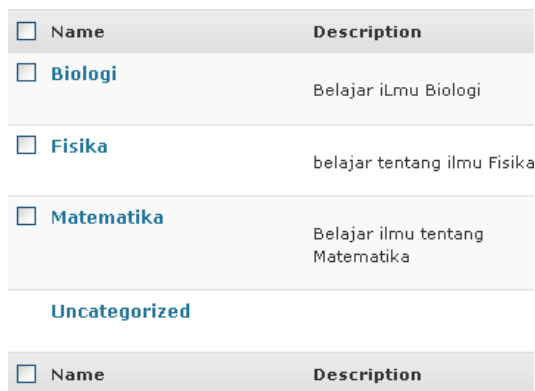 Name Description
Biologi
Belajar iLmu Biologi
Fisika
belajar tentang ilmu Fisika
Matematika
Belajar ilmu tentang
Matematika
Uncategorized
Name Description